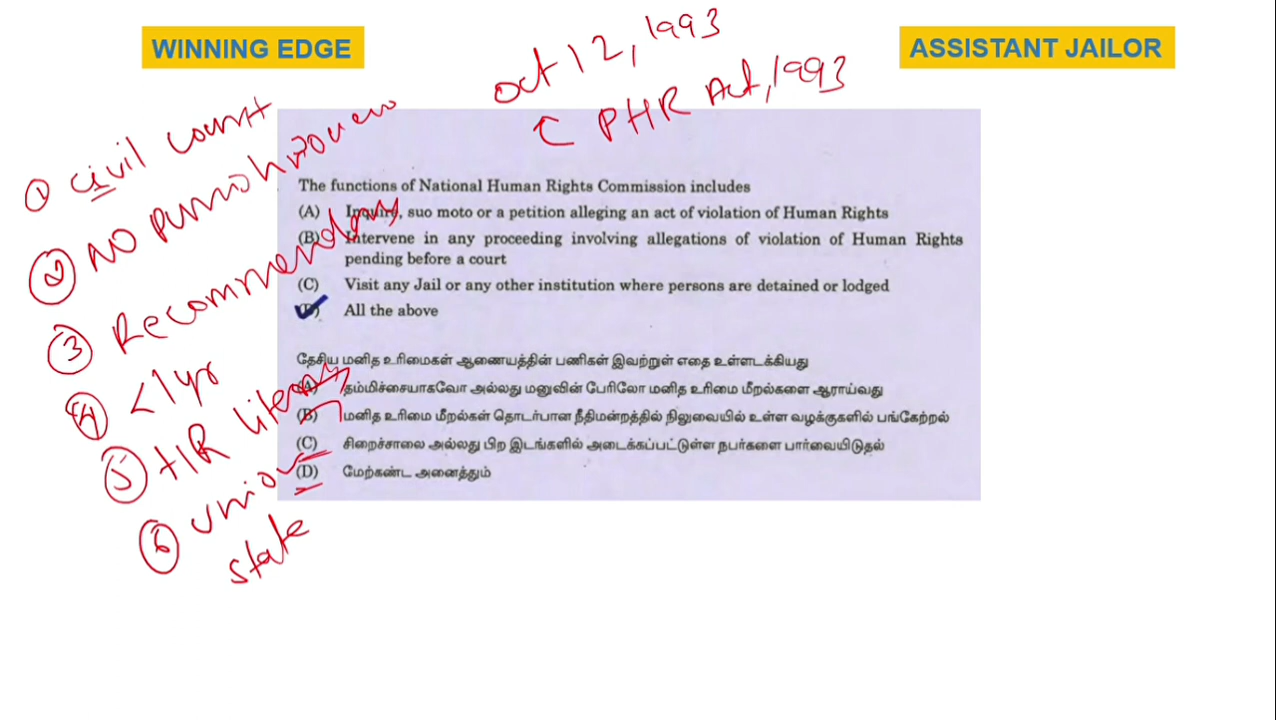 WINNING EDGE
ASSISTANT JAILOR
Oct 12, 1993
PHR Act, 1993
① Civil Court
② NO
③ Recommendary
④ <1 yr
⑤ HR literacy
⑥ union
state
The functions of National Human Rights Commission includes
(A) Inquire, suo moto or a petition alleging an act of violation of Human Rights
(B) Intervene in any proceeding involving allegations of violation of Human Rights
pending before a court
(C) Visit any Jail or any other institution where persons are detained or lodged
(D) All the above
தேசிய மனித உரிமைகள் ஆணையத்தின் பணிகள் இவற்றுள் எதை உள்ளடக்கியது
(A) தம்மிச்சையாகவோ அல்லது மனுவின் பேரிலோ மனித உரிமை மீறல்களை ஆராய்வது
(B) மனித உரிமை மீறல்கள் தொடர்பான நீதிமன்றத்தில் நிலுவையில் உள்ள வழக்குகளில் பங்கேற்றல்
(C) சிறைச்சாலை அல்லது பிற இடங்களில் அடைக்கப்பட்டுள்ள நபர்களை பார்வையிடுதல்
(D) மேற்கண்ட அனைத்தும்